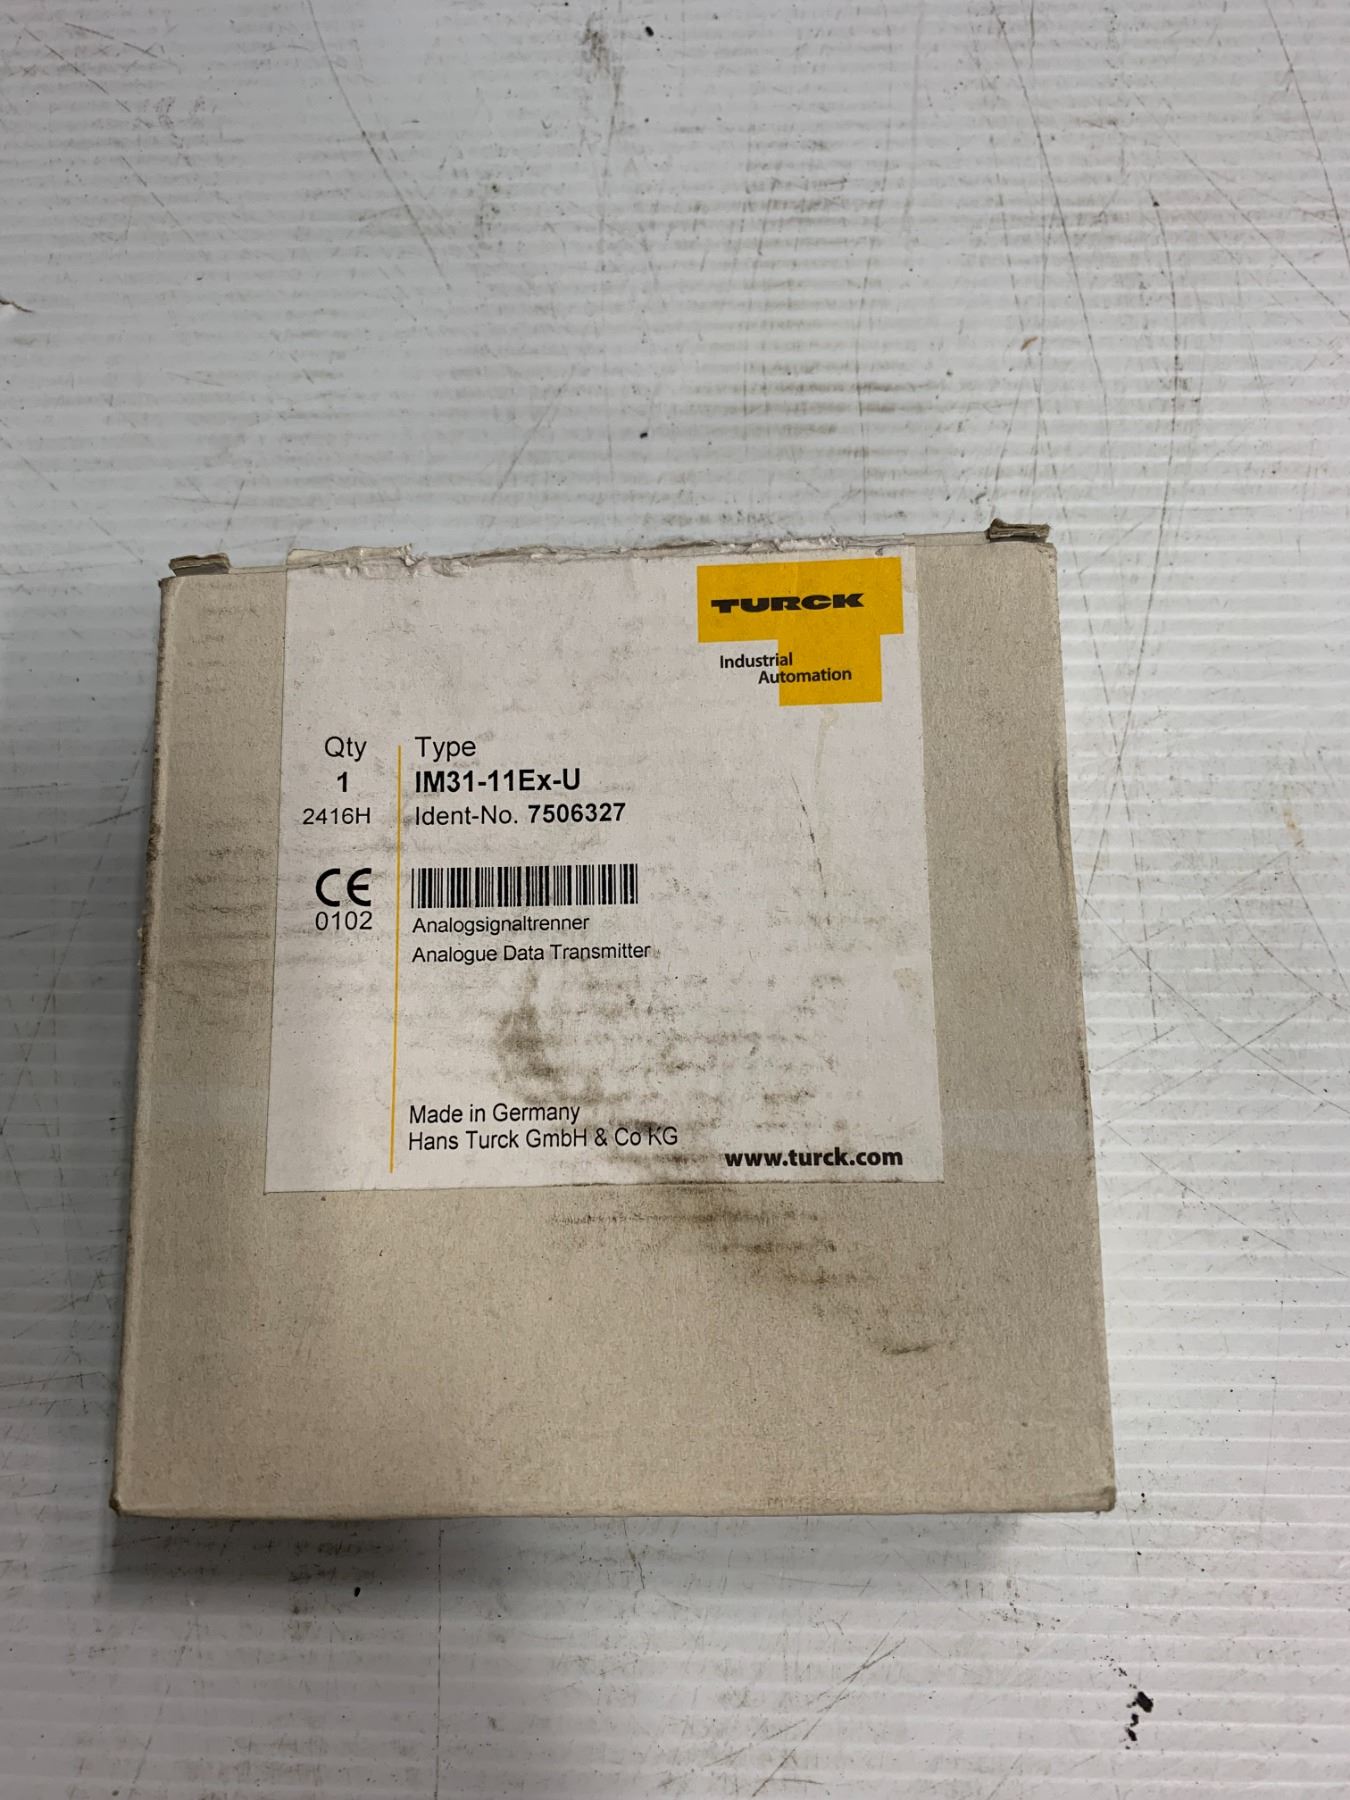 TURCK
Industrial
Automation
Qty Type
1 IM31-11Ex-U
2416H Ident-No. 7506327
CE
0102
Analogsignaltrenner
Analogue Data Transmitter
Made in Germany
Hans Turck GmbH & Co KG
www.turck.com